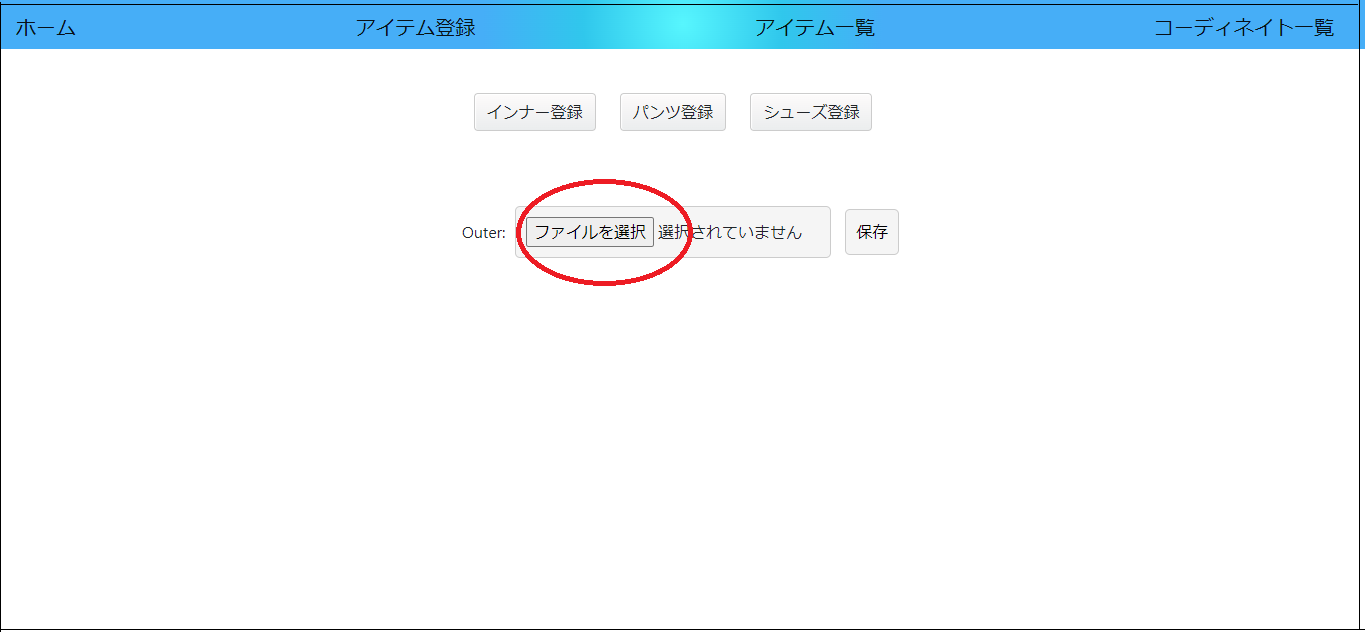 ホーム アイテム登録 アイテム一覧 コーディネイト一覧
インナー登録 パンツ登録 シューズ登録
Outer: ファイルを選択 選択されていません 保存